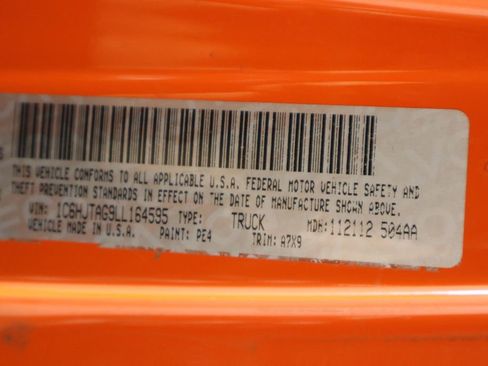 THIS VEHICLE CONFORMS TO ALL APPLICABLE U.S.A. FEDERAL MOTOR VEHICLE SAFETY AND
THEFT PREVENTION STANDARDS IN EFFECT ON THE DATE OF MANUFACTURE SHOWN ABOVE.
VIN: 1C6HJTAG9LL164595 TYPE: TRUCK MDH: 112112 504AA
VEHICLE MADE IN U.S.A. PAINT: PE4 TRIM: A7X9